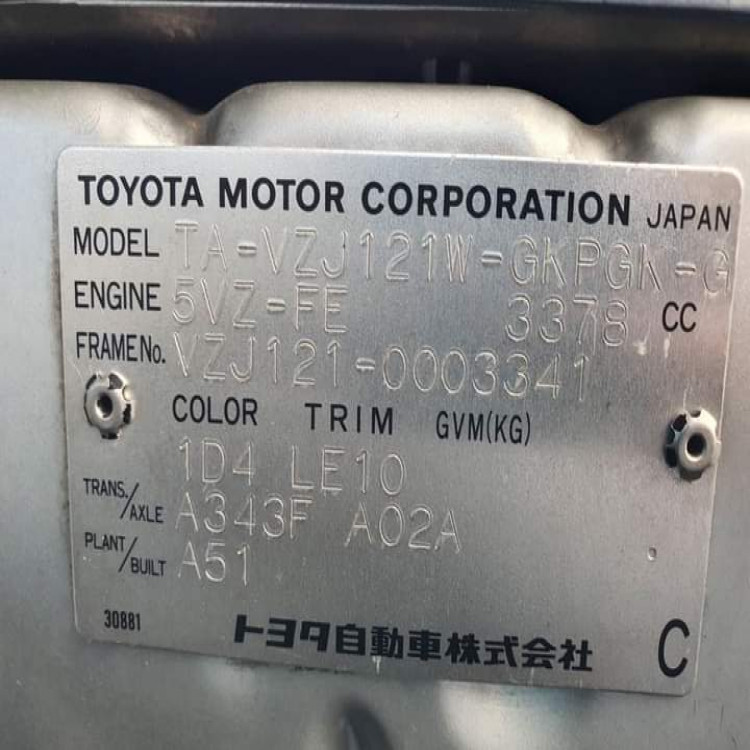 TOYOTA MOTOR CORPORATION JAPAN
MODEL TA-VZJ121W-GKPGK-G
ENGINE 5VZ-FE 3378 CC
FRAME No. VZJ121-0003341
COLOR TRIM GVM(KG)
1D4 LE10
TRANS./AXLE A343F A02A
PLANT/BUILT A51
30881 トヨタ自動車株式会社 C